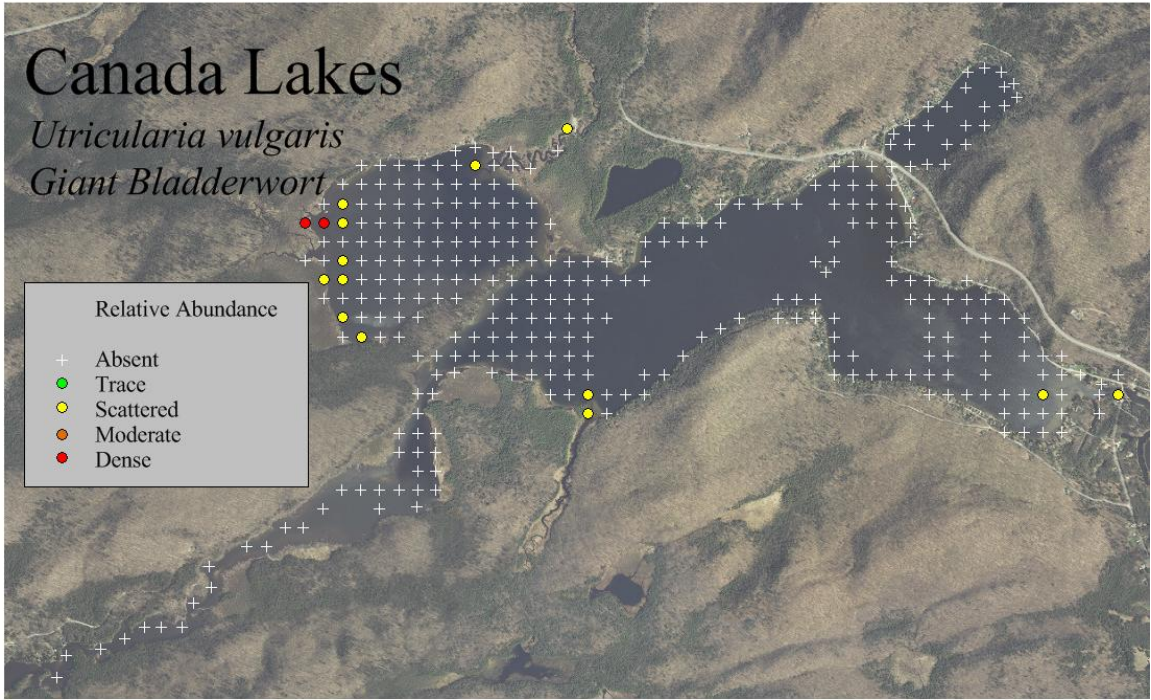 Canada Lakes
Utricularia vulgaris
Giant Bladderwort
Relative Abundance
Absent
Trace
Scattered
Moderate
Dense